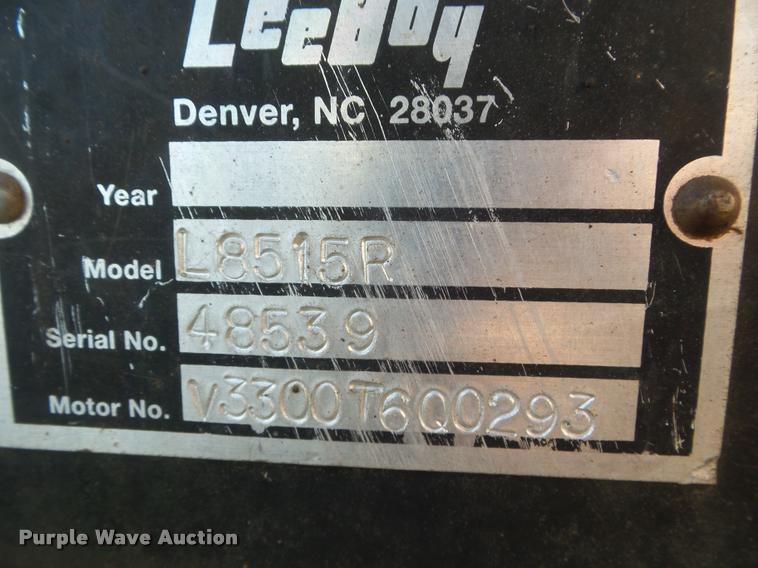 LeeBoy
Denver, NC 28037
Year
Model L8515R
Serial No. 48539
Motor No. V3300T6Q0293
Purple Wave Auction